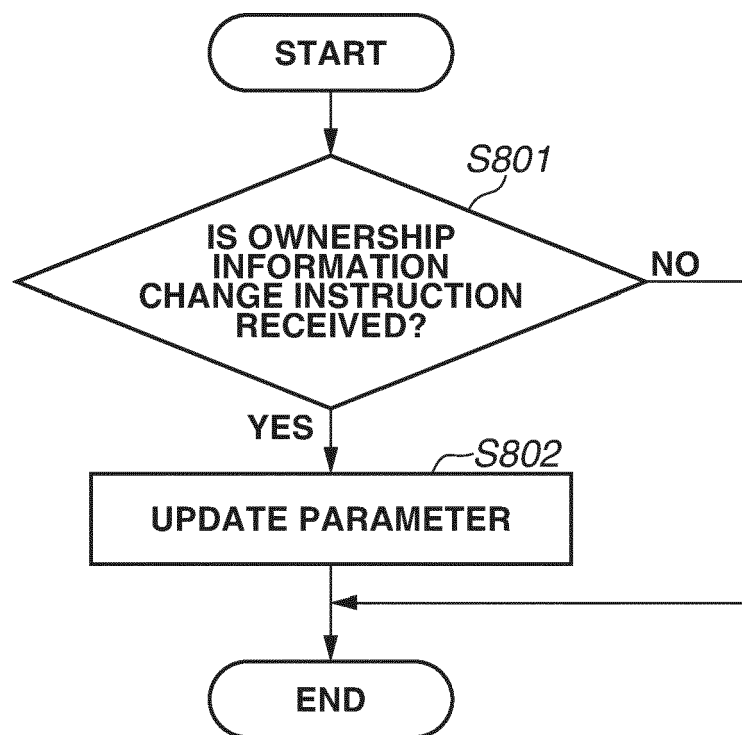 START
S801
IS OWNERSHIP
INFORMATION
CHANGE INSTRUCTION
RECEIVED?
NO
YES
S802
UPDATE PARAMETER
END